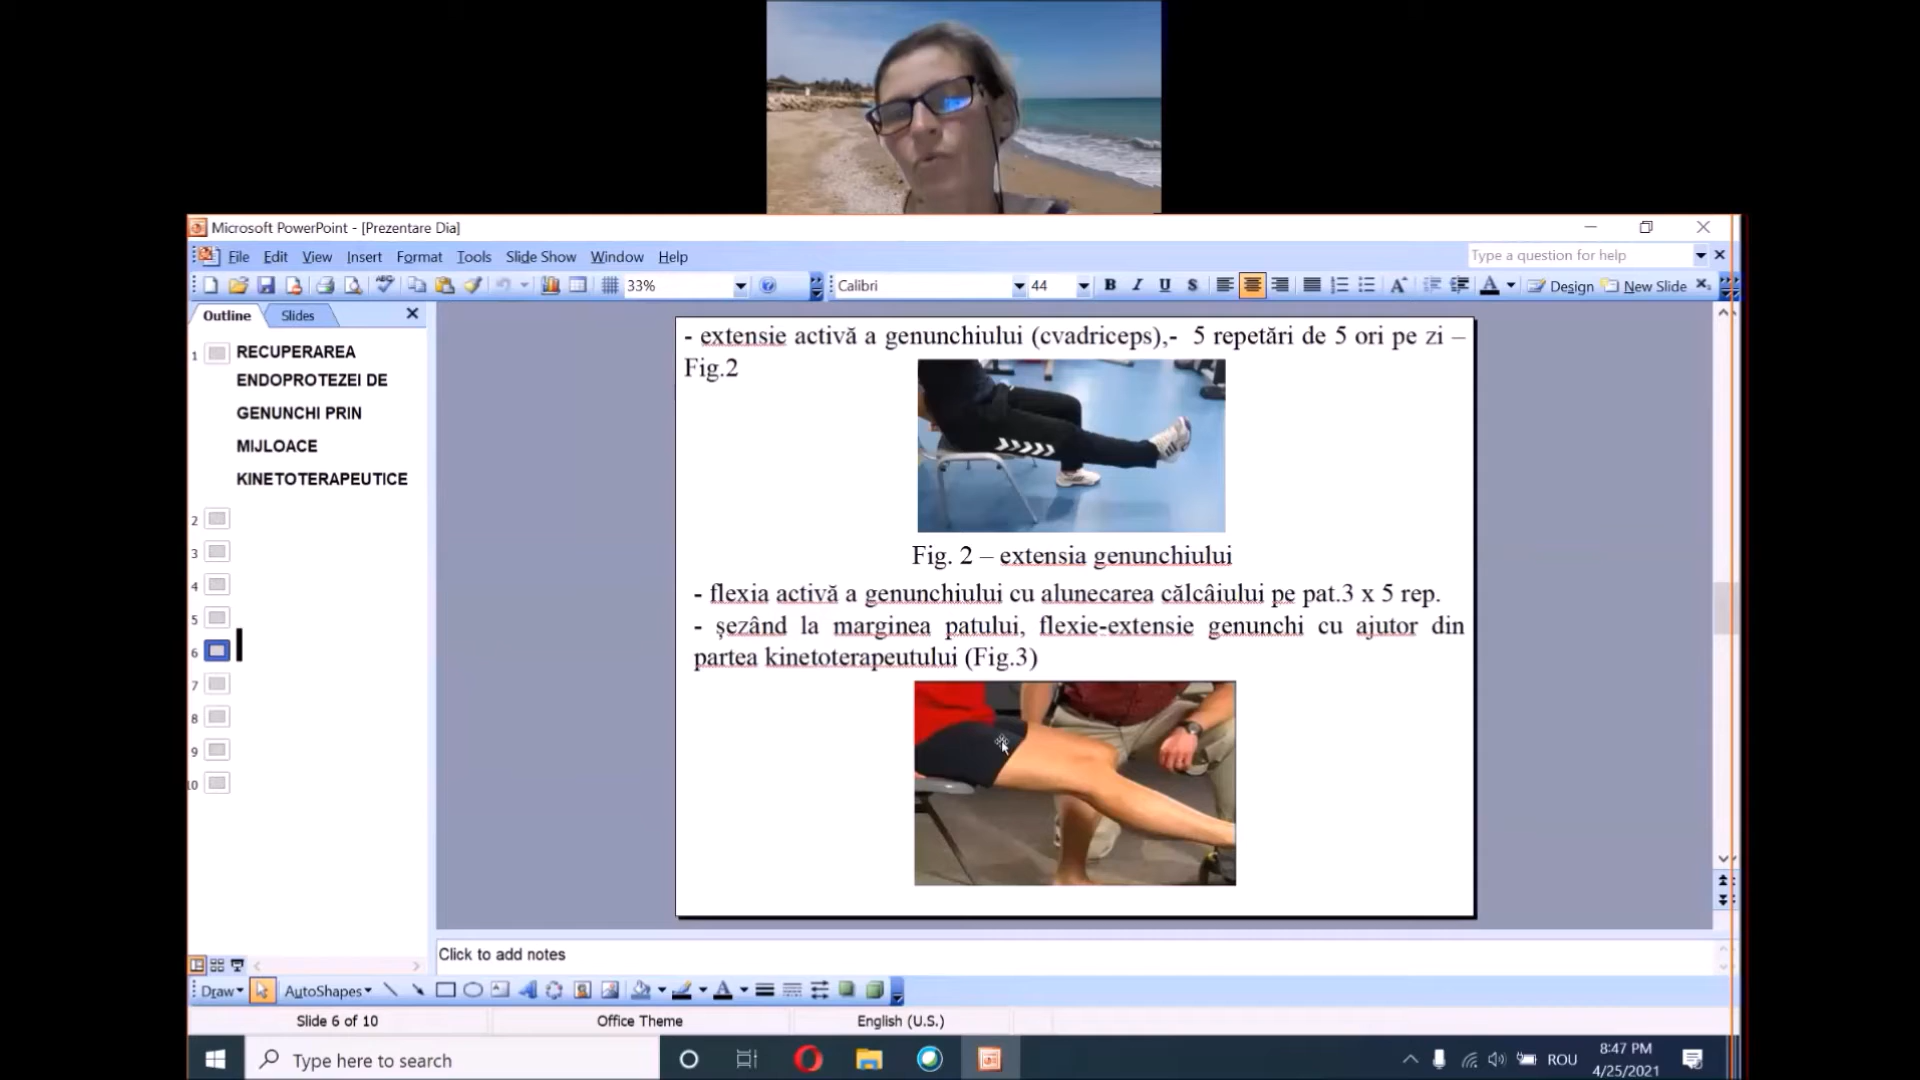 Microsoft PowerPoint - [Prezentare Dia]
File Edit View Insert Format Tools Slide Show Window Help
Type a question for help
33%
Calibri
44
B I U S
A
Design
New Slide
Outline
Slides
1 RECUPERAREA
ENDOPROTEZEI DE
GENUNCHI PRIN
MIJLOACE
KINETOTERAPEUTICE
2
3
4
5
6
7
8
9
10
- extensie activă a genunchiului (cvadriceps),- 5 repetări de 5 ori pe zi –
Fig.2
Fig. 2 – extensia genunchiului
- flexia activă a genunchiului cu alunecarea călcâiului pe pat.3 x 5 rep.
- șezând la marginea patului, flexie-extensie genunchi cu ajutor din
partea kinetoterapeutului (Fig.3)
Click to add notes
Draw
AutoShapes
A
Slide 6 of 10
Office Theme
English (U.S.)
Type here to search
ROU
8:47 PM
4/25/2021